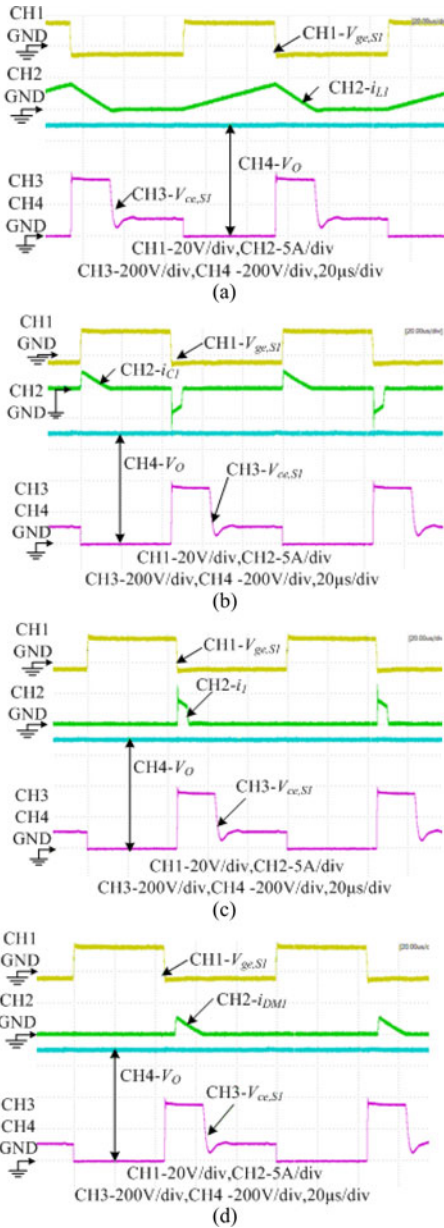 CH1
GND
CH1-Vge,S1
CH2
GND
CH2-iL1
CH4-VO
CH3
CH4
GND
CH3-Vce,S1
CH1-20V/div,CH2-5A/div
CH3-200V/div,CH4 -200V/div,20μs/div
(a)
[20.00us/div]
CH1
GND
CH1-Vge,S1
CH2
GND
CH2-iC1
CH4-VO
CH3
CH4
GND
CH3-Vce,S1
CH1-20V/div,CH2-5A/div
CH3-200V/div,CH4 -200V/div,20μs/div
(b)
CH1
GND
CH1-Vge,S1
CH2
GND
CH2-i1
CH4-VO
CH3
CH4
GND
CH3-Vce,S1
CH1-20V/div,CH2-5A/div
CH3-200V/div,CH4 -200V/div,20μs/div
(c)
CH1
GND
CH1-Vge,S1
CH2
GND
CH2-iDM1
CH4-VO
CH3
CH4
GND
CH3-Vce,S1
CH1-20V/div,CH2-5A/div
CH3-200V/div,CH4 -200V/div,20μs/div
(d)